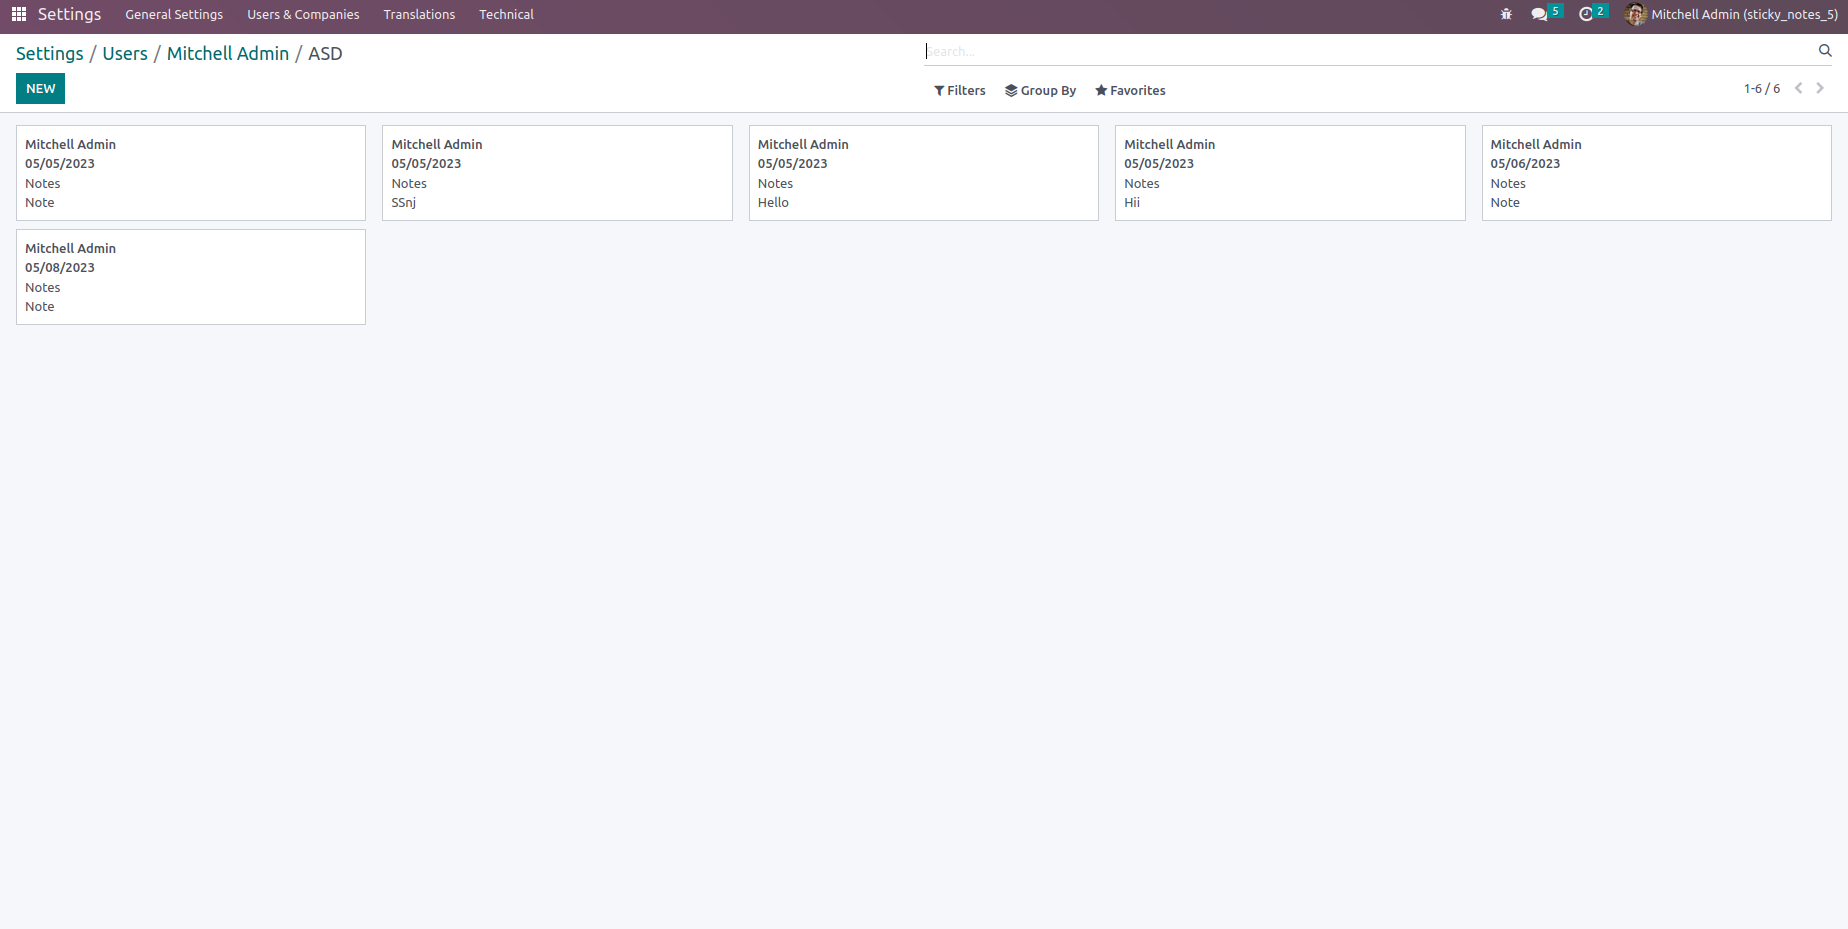 Settings General Settings Users & Companies Translations Technical 5 2 Mitchell Admin (sticky_notes_5)
Settings / Users / Mitchell Admin / ASD
Search...
NEW
Filters Group By Favorites
1-6 / 6
Mitchell Admin
05/05/2023
Notes
Note
Mitchell Admin
05/05/2023
Notes
SSnj
Mitchell Admin
05/05/2023
Notes
Hello
Mitchell Admin
05/05/2023
Notes
Hii
Mitchell Admin
05/06/2023
Notes
Note
Mitchell Admin
05/08/2023
Notes
Note